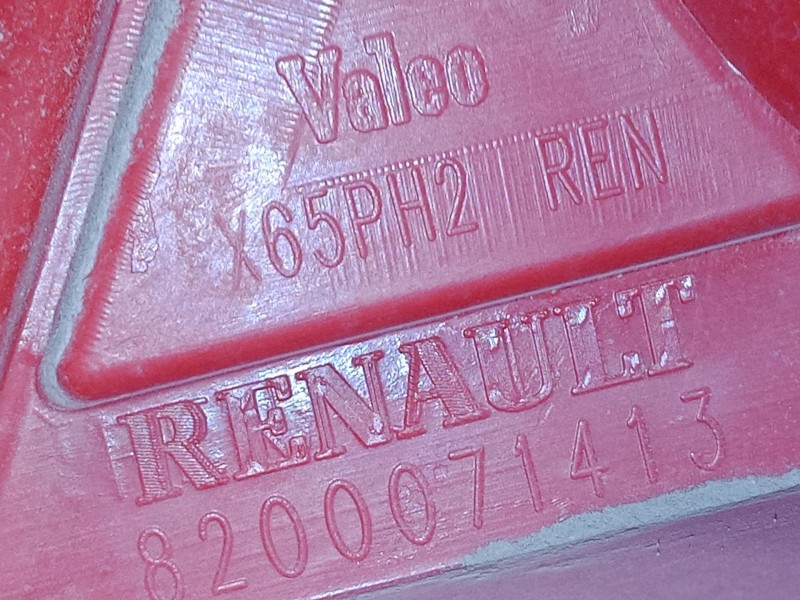 Valeo
X65PH2 REN
RENAULT
8200071413